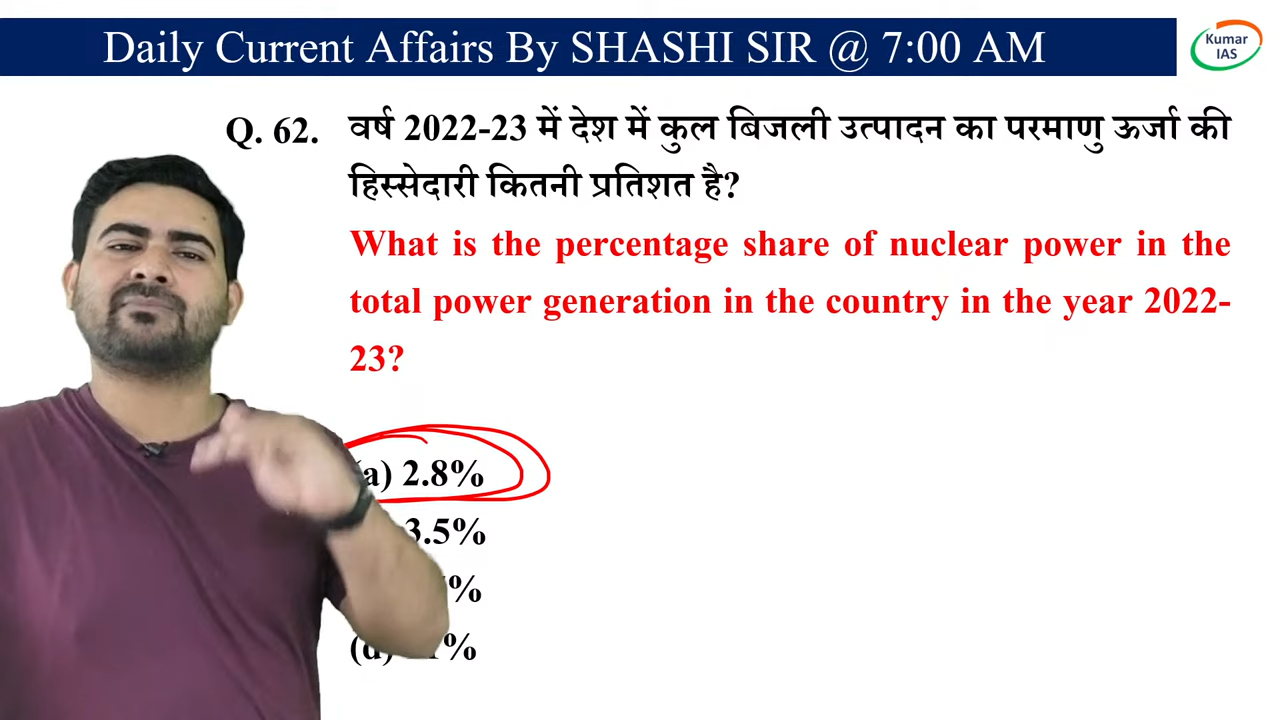 Daily Current Affairs By SHASHI SIR @ 7:00 AM
Kumar
IAS
Q. 62. वर्ष 2022-23 में देश में कुल बिजली उत्पादन का परमाणु ऊर्जा की
हिस्सेदारी कितनी प्रतिशत है?
What is the percentage share of nuclear power in the
total power generation in the country in the year 2022-
23?
(a) 2.8%
3.5%
%
(d) %